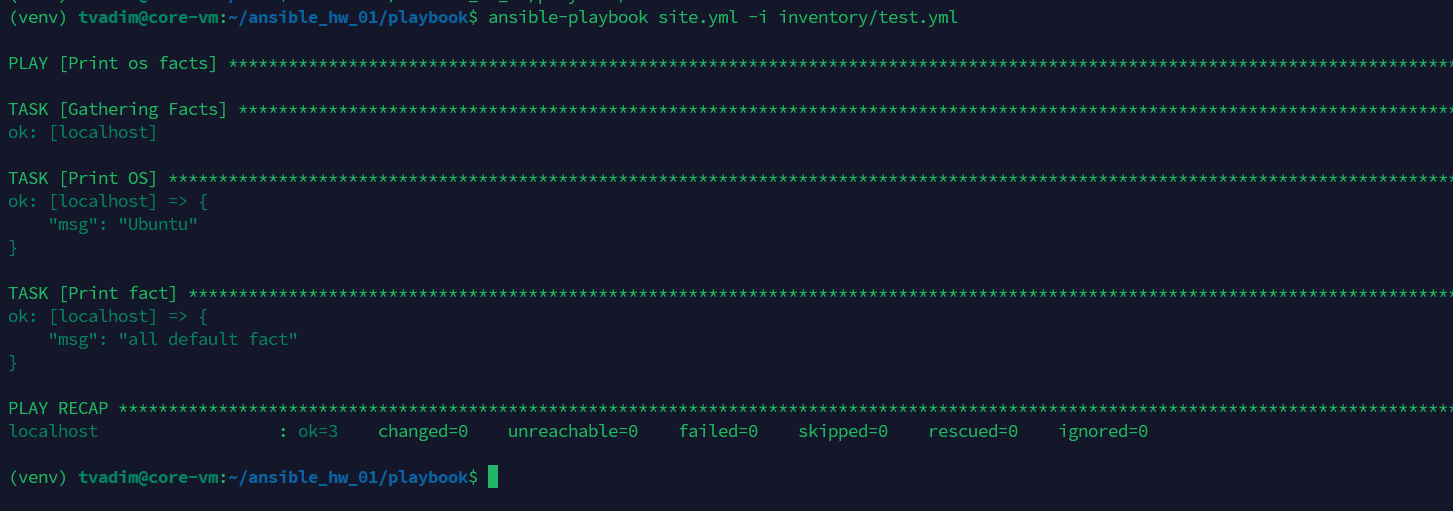 (venv) tvadim@core-vm:~/ansible_hw_01/playbook$ ansible-playbook site.yml -i inventory/test.yml
PLAY [Print os facts] ****************************************************************************************************************************
TASK [Gathering Facts] ***************************************************************************************************************************
ok: [localhost]
TASK [Print OS] **********************************************************************************************************************************
ok: [localhost] => {
    "msg": "Ubuntu"
}
TASK [Print fact] ********************************************************************************************************************************
ok: [localhost] => {
    "msg": "all default fact"
}
PLAY RECAP ***************************************************************************************************************************************
localhost                  : ok=3    changed=0    unreachable=0    failed=0    skipped=0    rescued=0    ignored=0
(venv) tvadim@core-vm:~/ansible_hw_01/playbook$